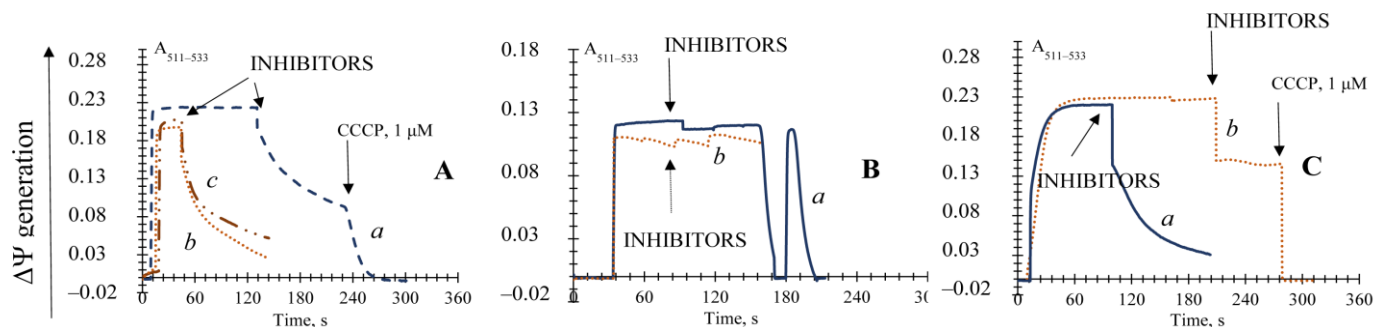 ΔΨ generation
A511–533
INHIBITORS
CCCP, 1 μM
A
a
b
c
0.28
0.23
0.18
0.13
0.08
0.03
–0.02
0 60 120 180 240 300 360
Time, s
A511–533
INHIBITORS
B
a
b
INHIBITORS
0.18
0.13
0.08
0.03
–0.02
0 60 120 180 240
Time, s
A511–533
INHIBITORS
CCCP, 1 μM
C
b
INHIBITORS
a
0.28
0.23
0.18
0.13
0.08
0.03
–0.02
0 60 120 180 240 300 360
Time, s